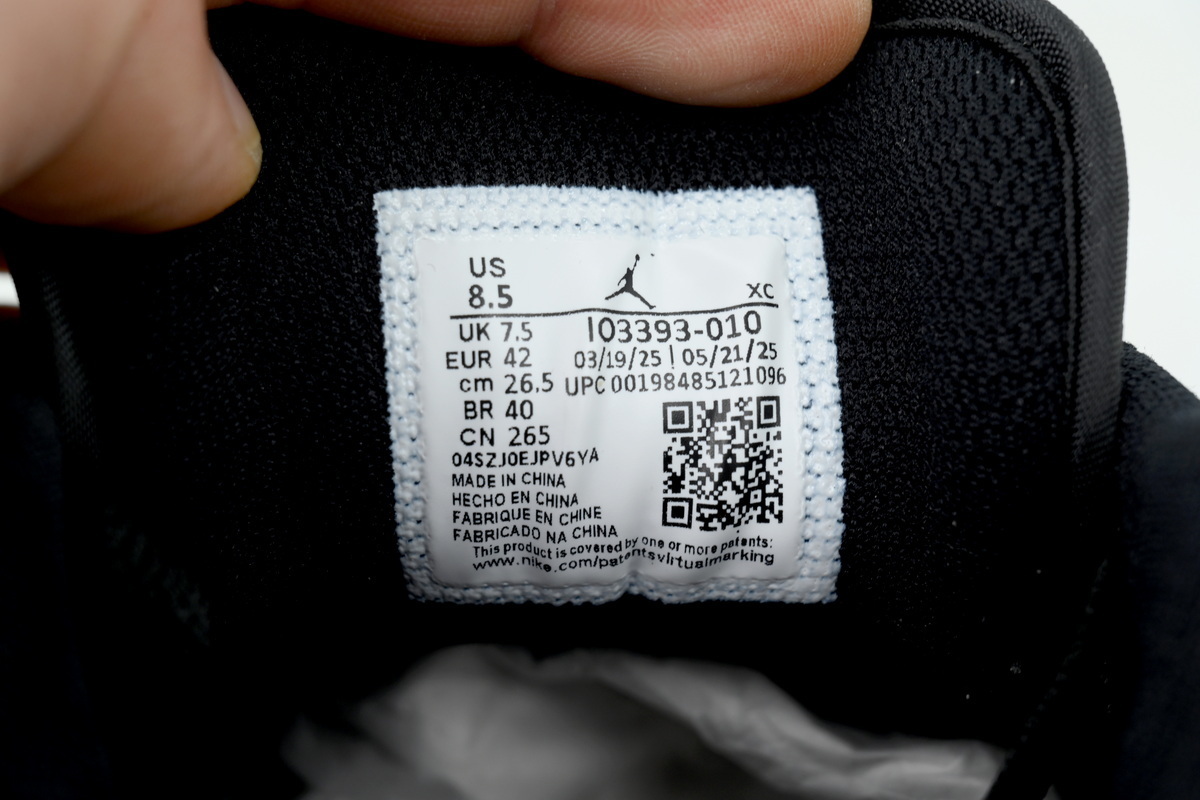 US
8.5
XC
UK 7.5
IO3393-010
EUR 42
03/19/25 | 05/21/25
cm 26.5
UPC 00198485121096
BR 40
CN 265
04SZJ0EJPV6YA
MADE IN CHINA
HECHO EN CHINA
FABRIQUE EN CHINE
FABRICADO NA CHINA
This product is covered by one or more patents:
www.nike.com/patentsvirtualmarking